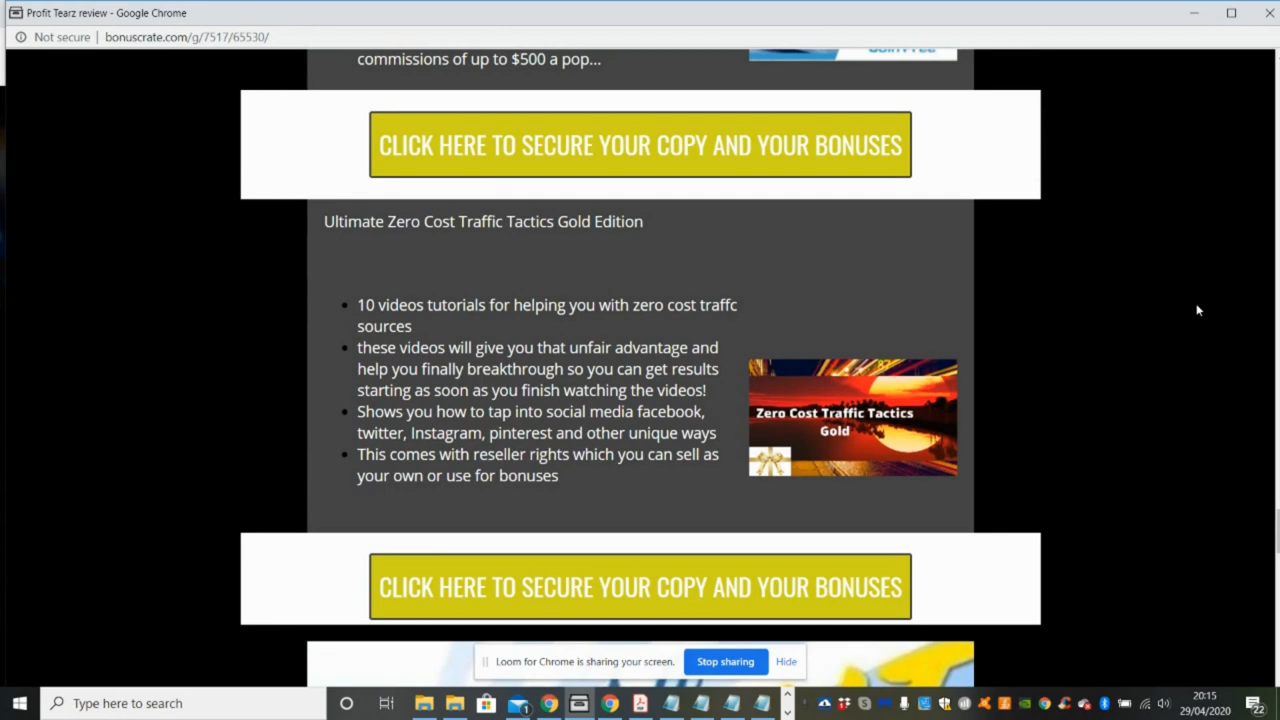 Profit Tearz review - Google Chrome
Not secure | bonuscrate.com/g/7517/65530/
commissions of up to $500 a pop...
CLICK HERE TO SECURE YOUR COPY AND YOUR BONUSES
Ultimate Zero Cost Traffic Tactics Gold Edition
10 videos tutorials for helping you with zero cost traffc
sources
these videos will give you that unfair advantage and
help you finally breakthrough so you can get results
starting as soon as you finish watching the videos!
Shows you how to tap into social media facebook,
twitter, Instagram, pinterest and other unique ways
This comes with reseller rights which you can sell as
your own or use for bonuses
Zero Cost Traffic Tactics
Gold
CLICK HERE TO SECURE YOUR COPY AND YOUR BONUSES
Loom for Chrome is sharing your screen. Stop sharing Hide
Type here to search
1
20:15
29/04/2020
22